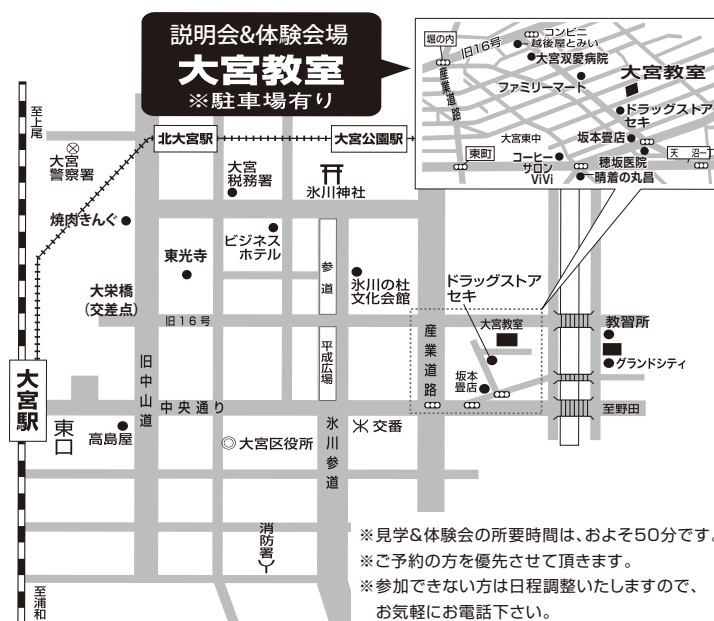 説明会&体験会場
大宮教室
※駐車場有り
堀の内
旧16号
コンビニ
越後屋とみい
大宮双愛病院
産業道路
ファミリーマート
大宮教室
ドラッグストア
セキ
大宮東中
坂本畳店
東町
コーヒー
サロン
ViVi
天沼一丁
穂坂医院
晴着の丸昌
至上尾
大宮
警察署
北大宮駅
大宮公園駅
大宮
税務署
氷川神社
焼肉きんぐ
東光寺
ビジネス
ホテル
参道
氷川の杜
文化会館
ドラッグストア
セキ
大栄橋
(交差点)
旧16号
平成広場
産業道路
大宮教室
教習所
グランドシティ
坂本
畳店
大宮駅
東口
旧中山道
中央通り
高島屋
大宮区役所
氷川参道
交番
至野田
消防署
至浦和
※見学&体験会の所要時間は、およそ50分です。
※ご予約の方を優先させて頂きます。
※参加できない方は日程調整いたしますので、
お気軽にお電話下さい。